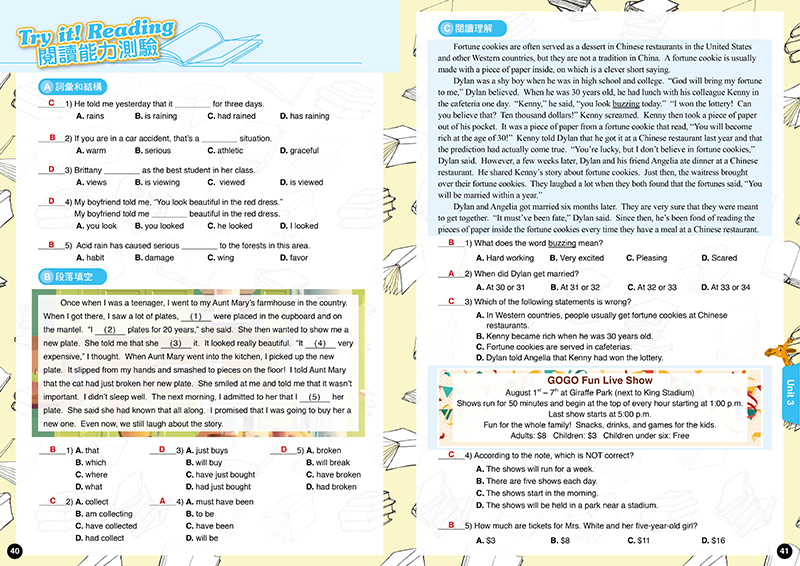 Try it! Reading
閱讀能力測驗
A 詞彙和結構
C 1) He told me yesterday that it ________ for three days.
A. rains B. is raining C. had rained D. has raining
B 2) If you are in a car accident, that's a ________ situation.
A. warm B. serious C. athletic D. graceful
D 3) Brittany ________ as the best student in her class.
A. views B. is viewing C. viewed D. is viewed
D 4) My boyfriend told me, "You look beautiful in the red dress."
My boyfriend told me ________ beautiful in the red dress.
A. you look B. you looked C. he looked D. I looked
B 5) Acid rain has caused serious ________ to the forests in this area.
A. habit B. damage C. wing D. favor
B 段落填空
Once when I was a teenager, I went to my Aunt Mary's farmhouse in the country.
When I got there, I saw a lot of plates, (1) were placed in the cupboard and on
the mantel. "I (2) plates for 20 years," she said. She then wanted to show me a
new plate. She told me that she (3) it. It looked really beautiful. "It (4) very
expensive," I thought. When Aunt Mary went into the kitchen, I picked up the new
plate. It slipped from my hands and smashed to pieces on the floor! I told Aunt Mary
that the cat had just broken her new plate. She smiled at me and told me that it wasn't
important. I didn't sleep well. The next morning, I admitted to her that I (5) her
plate. She said she had known that all along. I promised that I was going to buy her a
new one. Even now, we still laugh about the story.
B 1) A. that
B. which
C. where
D. what
C 2) A. collect
B. am collecting
C. have collected
D. had collect
D 3) A. just buys
B. will buy
C. have just bought
D. had just bought
A 4) A. must have been
B. to be
C. have been
D. will be
D 5) A. broken
B. will break
C. have broken
D. had broken
40
C 閱讀理解
Fortune cookies are often served as a dessert in Chinese restaurants in the United States
and other Western countries, but they are not a tradition in China. A fortune cookie is usually
made with a piece of paper inside, on which is a clever short saying.
Dylan was a shy boy when he was in high school and college. "God will bring my fortune
to me," Dylan believed. When he was 30 years old, he had lunch with his colleague Kenny in
the cafeteria one day. "Kenny," he said, "you look buzzing today." "I won the lottery! Can
you believe that? Ten thousand dollars!" Kenny screamed. Kenny then took a piece of paper
out of his pocket. It was a piece of paper from a fortune cookie that read, "You will become
rich at the age of 30!" Kenny told Dylan that he got it at a Chinese restaurant last year and that
the prediction had actually come true. "You're lucky, but I don't believe in fortune cookies,"
Dylan said. However, a few weeks later, Dylan and his friend Angelia ate dinner at a Chinese
restaurant. He shared Kenny's story about fortune cookies. Just then, the waitress brought
over their fortune cookies. They laughed a lot when they both found that the fortunes said, "You
will be married within a year."
Dylan and Angelia got married six months later. They are very sure that they were meant
to get together. "It must've been fate," Dylan said. Since then, he's been fond of reading the
pieces of paper inside the fortune cookies every time they have a meal at a Chinese restaurant.
B 1) What does the word buzzing mean?
A. Hard working B. Very excited C. Pleasing D. Scared
A 2) When did Dylan get married?
A. At 30 or 31 B. At 31 or 32 C. At 32 or 33 D. At 33 or 34
C 3) Which of the following statements is wrong?
A. In Western countries, people usually get fortune cookies at Chinese
restaurants.
B. Kenny became rich when he was 30 years old.
C. Fortune cookies are served in cafeterias.
D. Dylan told Angelia that Kenny had won the lottery.
GOGO Fun Live Show
August 1st – 7th at Giraffe Park (next to King Stadium)
Shows run for 50 minutes and begin at the top of every hour starting at 1:00 p.m.
Last show starts at 5:00 p.m.
Fun for the whole family! Snacks, drinks, and games for the kids.
Adults: $8 Children: $3 Children under six: Free
C 4) According to the note, which is NOT correct?
A. The shows will run for a week.
B. There are five shows each day.
C. The shows start in the morning.
D. The shows will be held in a park near a stadium.
B 5) How much are tickets for Mrs. White and her five-year-old girl?
A. $3 B. $8 C. $11 D. $16
Unit 3
41